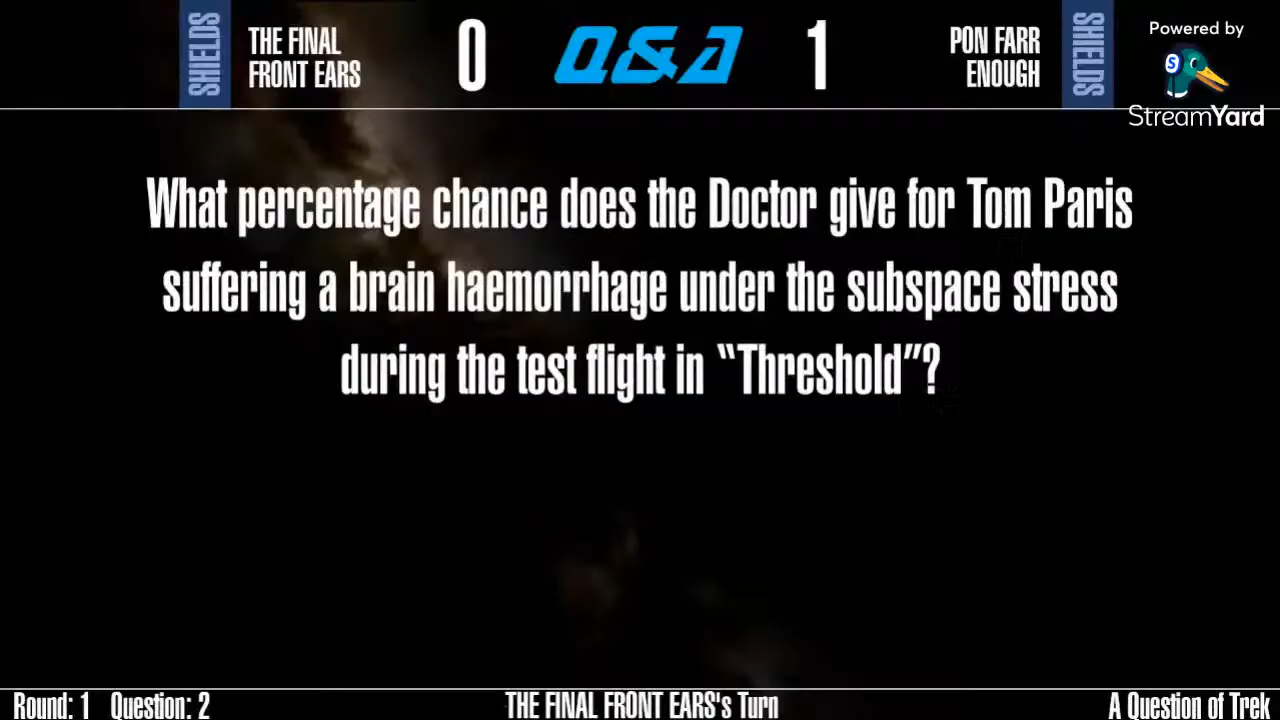 SHIELDS
THE FINAL
FRONT EARS
0
Q&A
1
PON FARR
ENOUGH
SHIELDS
Powered by
S
StreamYard
What percentage chance does the Doctor give for Tom Paris
suffering a brain haemorrhage under the subspace stress
during the test flight in “Threshold”?
Round: 1 Question: 2
THE FINAL FRONT EARS's Turn
A Question of Trek